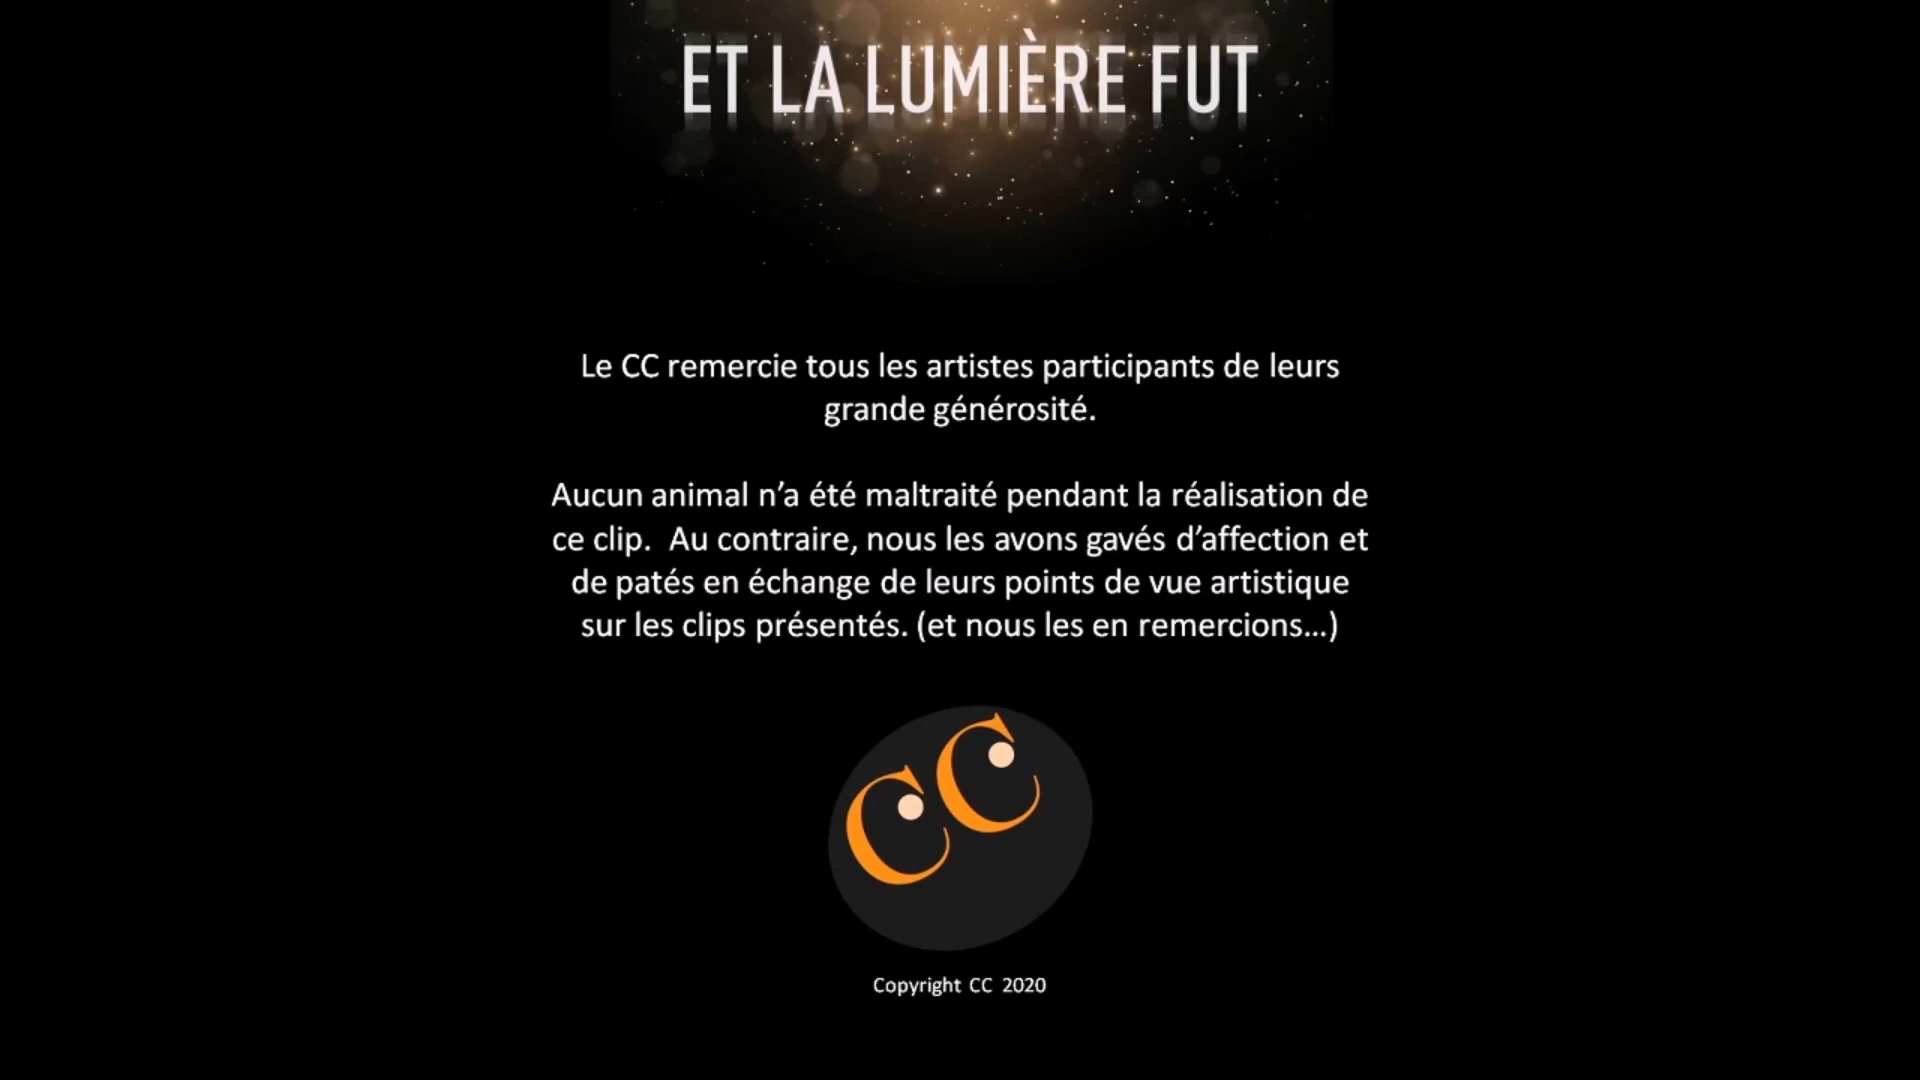 ET LA LUMIÈRE FUT
Le CC remercie tous les artistes participants de leurs
grande générosité.
Aucun animal n’a été maltraité pendant la réalisation de
ce clip.  Au contraire, nous les avons gavés d’affection et
de patés en échange de leurs points de vue artistique
sur les clips présentés. (et nous les en remercions…)
CC
Copyright CC 2020